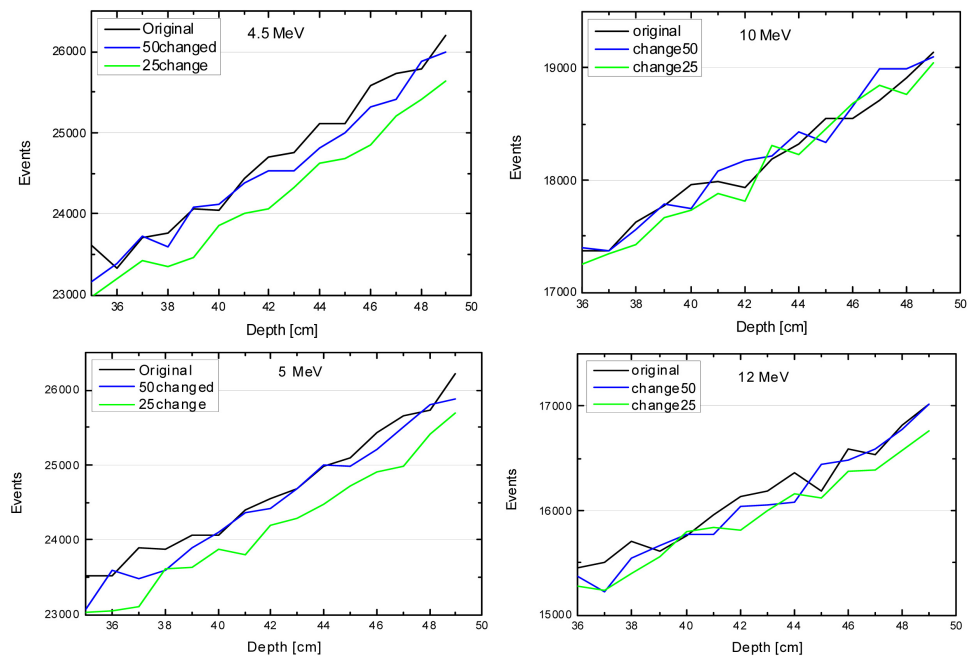 Original
50changed
25change
4.5 MeV
26000
25000
24000
23000
Events
36 38 40 42 44 46 48 50
Depth [cm]
original
change50
change25
10 MeV
19000
18000
17000
Events
36 38 40 42 44 46 48 50
Depth [cm]
Original
50changed
25change
5 MeV
26000
25000
24000
23000
Events
36 38 40 42 44 46 48 50
Depth [cm]
original
change50
change25
12 MeV
17000
16000
15000
Events
36 38 40 42 44 46 48 50
Depth [cm]